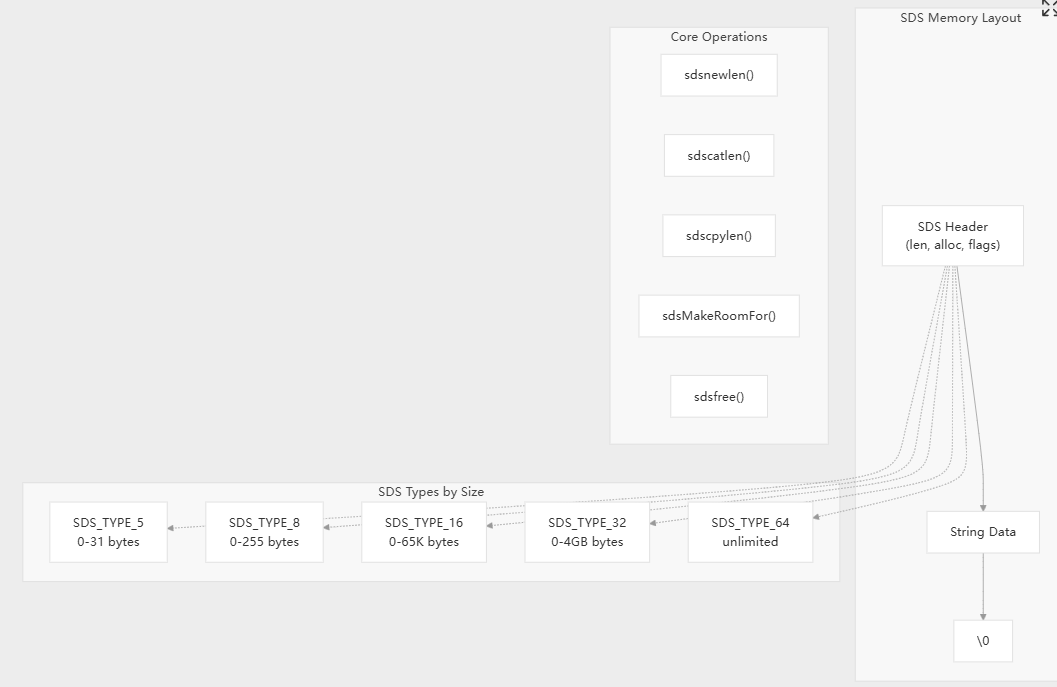 SDS Memory Layout
Core Operations
sdsnewlen()
sdscatlen()
sdscpylen()
sdsMakeRoomFor()
sdsfree()
SDS Header
(len, alloc, flags)
SDS Types by Size
SDS_TYPE_5
0-31 bytes
SDS_TYPE_8
0-255 bytes
SDS_TYPE_16
0-65K bytes
SDS_TYPE_32
0-4GB bytes
SDS_TYPE_64
unlimited
String Data
\0